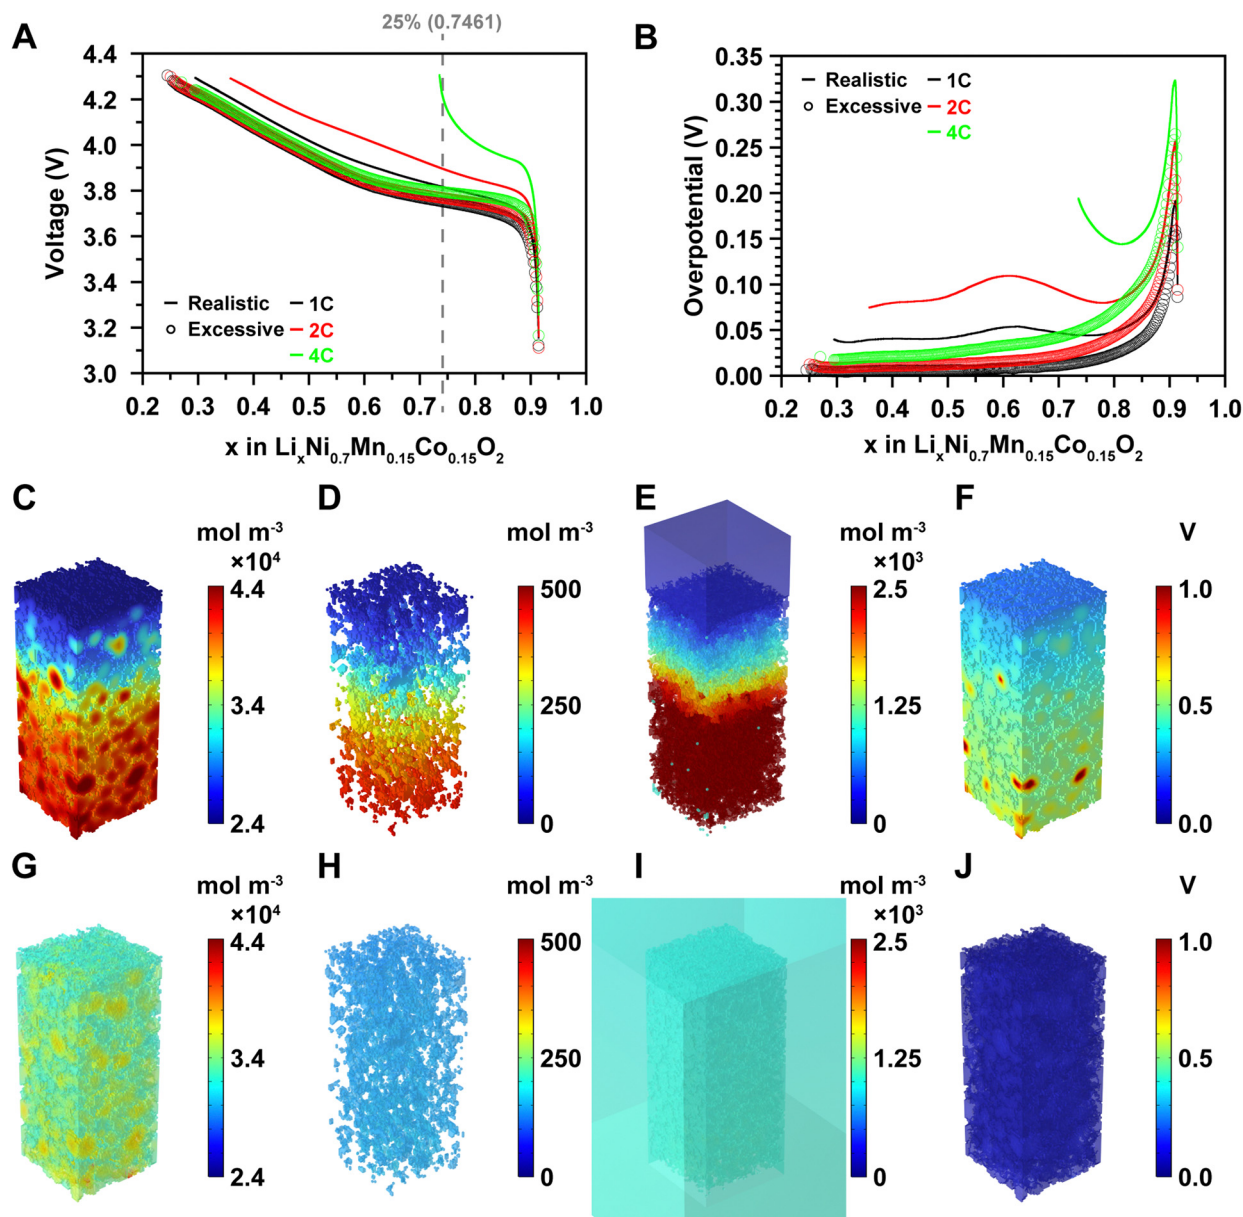 A
25% (0.7461)
Voltage (V)
4.4
4.2
4.0
3.8
3.6
3.4
3.2
3.0
Realistic 1C
Excessive 2C
4C
0.2 0.3 0.4 0.5 0.6 0.7 0.8 0.9 1.0
x in LiₓNi₀.₇Mn₀.₁₅Co₀.₁₅O₂
B
Overpotential (V)
0.35
0.30
0.25
0.20
0.15
0.10
0.05
0.00
Realistic 1C
Excessive 2C
4C
0.2 0.3 0.4 0.5 0.6 0.7 0.8 0.9 1.0
x in LiₓNi₀.₇Mn₀.₁₅Co₀.₁₅O₂
C
mol m⁻³
×10⁴
4.4
3.4
2.4
D
mol m⁻³
500
250
0
E
mol m⁻³
×10³
2.5
1.25
0
F
V
1.0
0.5
0.0
G
mol m⁻³
×10⁴
4.4
3.4
2.4
H
mol m⁻³
500
250
0
I
mol m⁻³
×10³
2.5
1.25
0
J
V
1.0
0.5
0.0